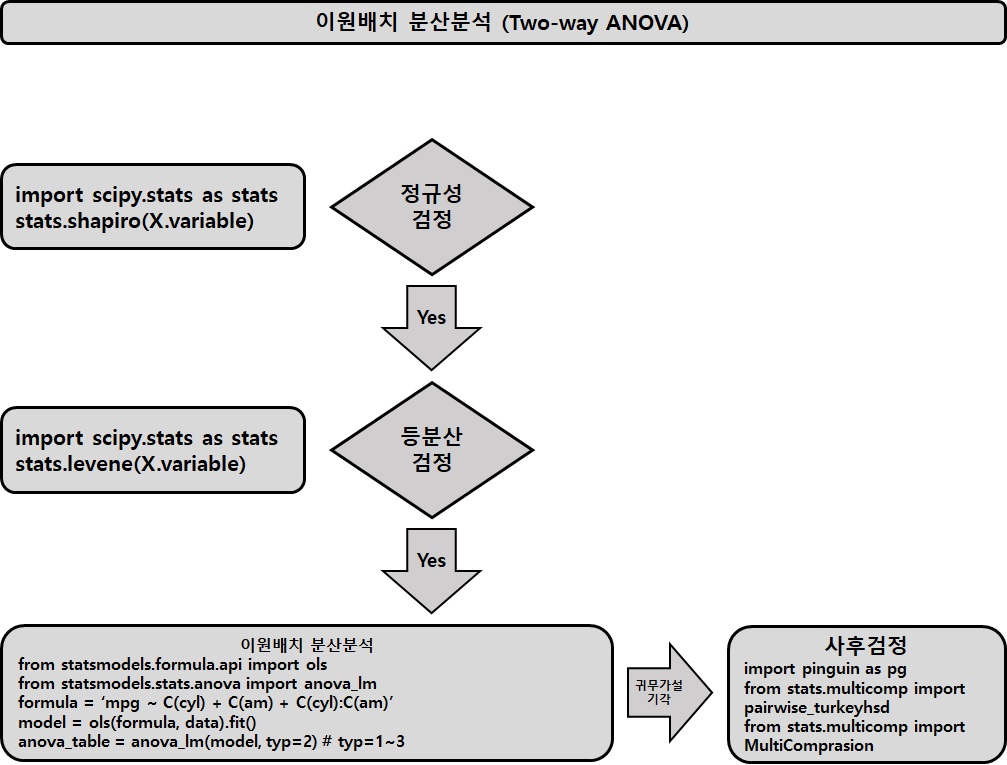 이원배치 분산분석 (Two-way ANOVA)
import scipy.stats as stats
stats.shapiro(X.variable)
정규성
검정
Yes
import scipy.stats as stats
stats.levene(X.variable)
등분산
검정
Yes
이원배치 분산분석
from statsmodels.formula.api import ols
from statsmodels.stats.anova import anova_lm
formula = ‘mpg ~ C(cyl) + C(am) + C(cyl):C(am)’
model = ols(formula, data).fit()
anova_table = anova_lm(model, typ=2) # typ=1~3
귀무가설
기각
사후검정
import pinguin as pg
from stats.multicomp import
pairwise_turkeyhsd
from stats.multicomp import
MultiComprasion